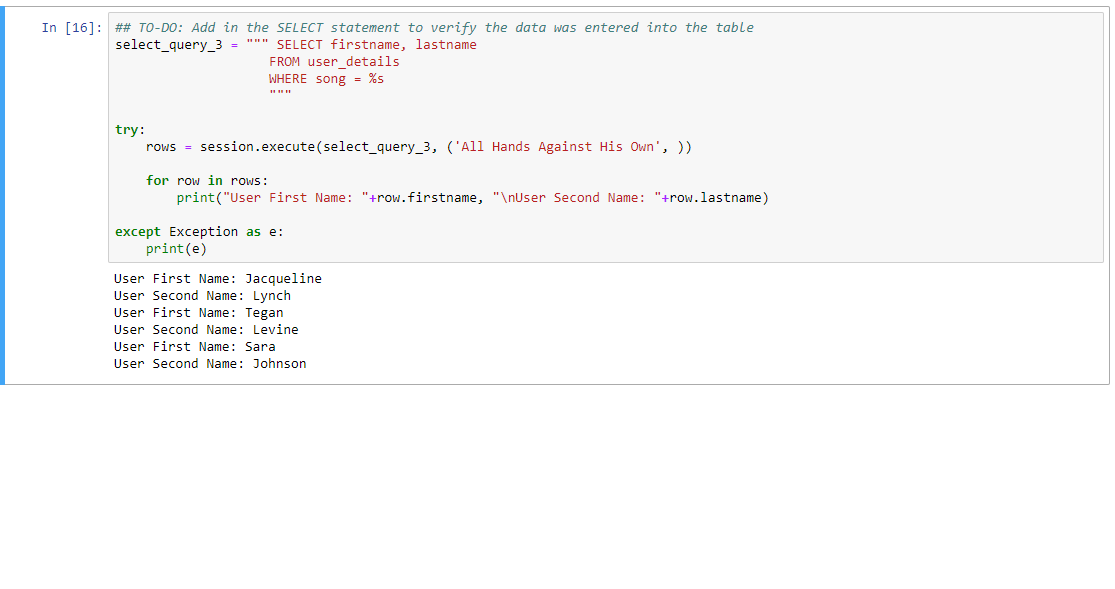 In [16]: ## TO-DO: Add in the SELECT statement to verify the data was entered into the table
select_query_3 = """ SELECT firstname, lastname
                    FROM user_details
                    WHERE song = %s
                    """
try:
    rows = session.execute(select_query_3, ('All Hands Against His Own', ))
    for row in rows:
        print("User First Name: "+row.firstname, "\nUser Second Name: "+row.lastname)
except Exception as e:
    print(e)
User First Name: Jacqueline
User Second Name: Lynch
User First Name: Tegan
User Second Name: Levine
User First Name: Sara
User Second Name: Johnson